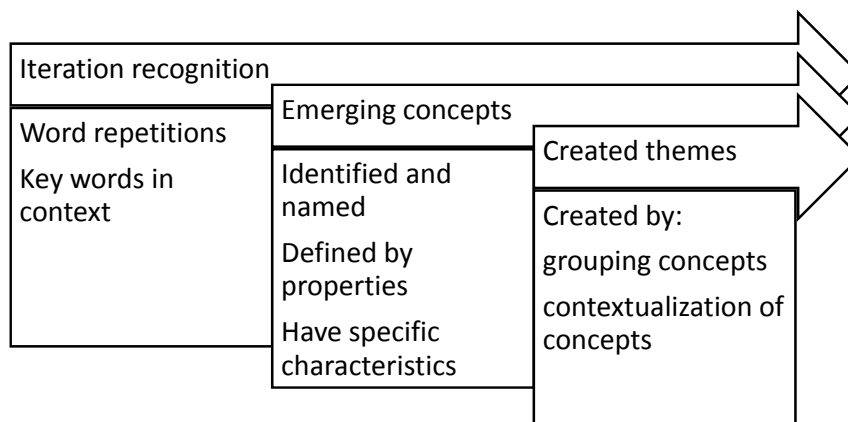 Iteration recognition
Word repetitions
Key words in
context
Emerging concepts
Identified and
named
Defined by
properties
Have specific
characteristics
Created themes
Created by:
grouping concepts
contextualization of
concepts